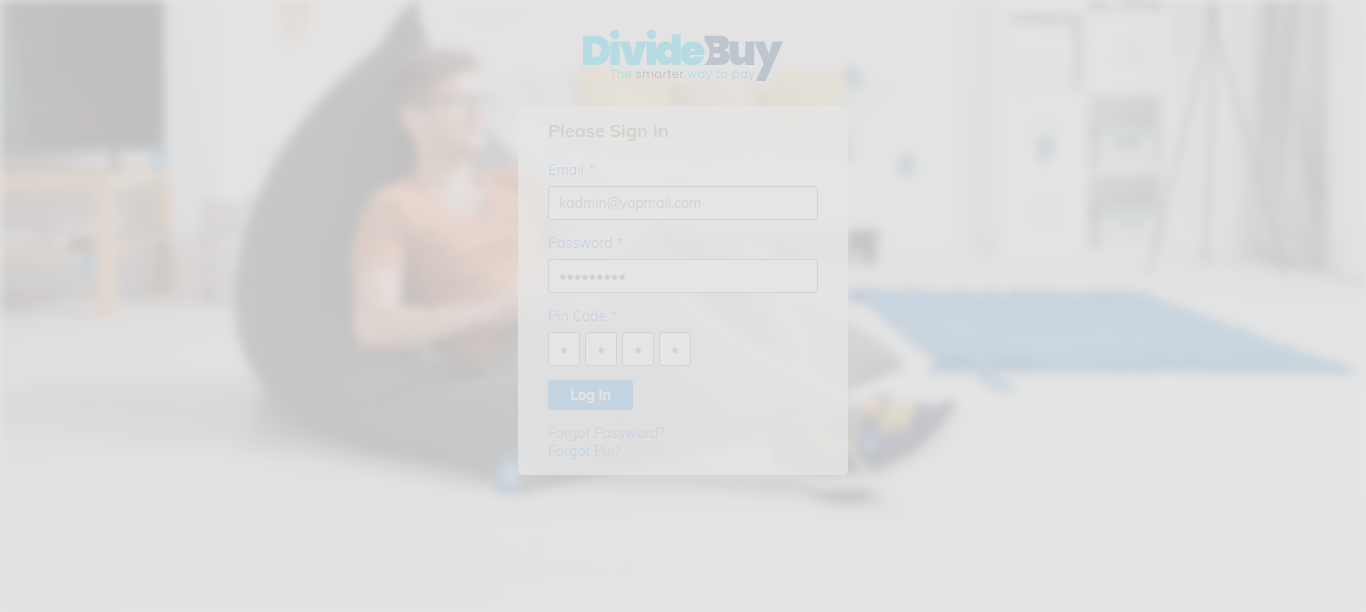 DivideBuy
The smarter way to pay
Please Sign In
Email *
kadmin@yopmail.com
Password *
•••••••••
Pin Code *
• • • •
Log In
Forgot Password?
Forgot Pin?